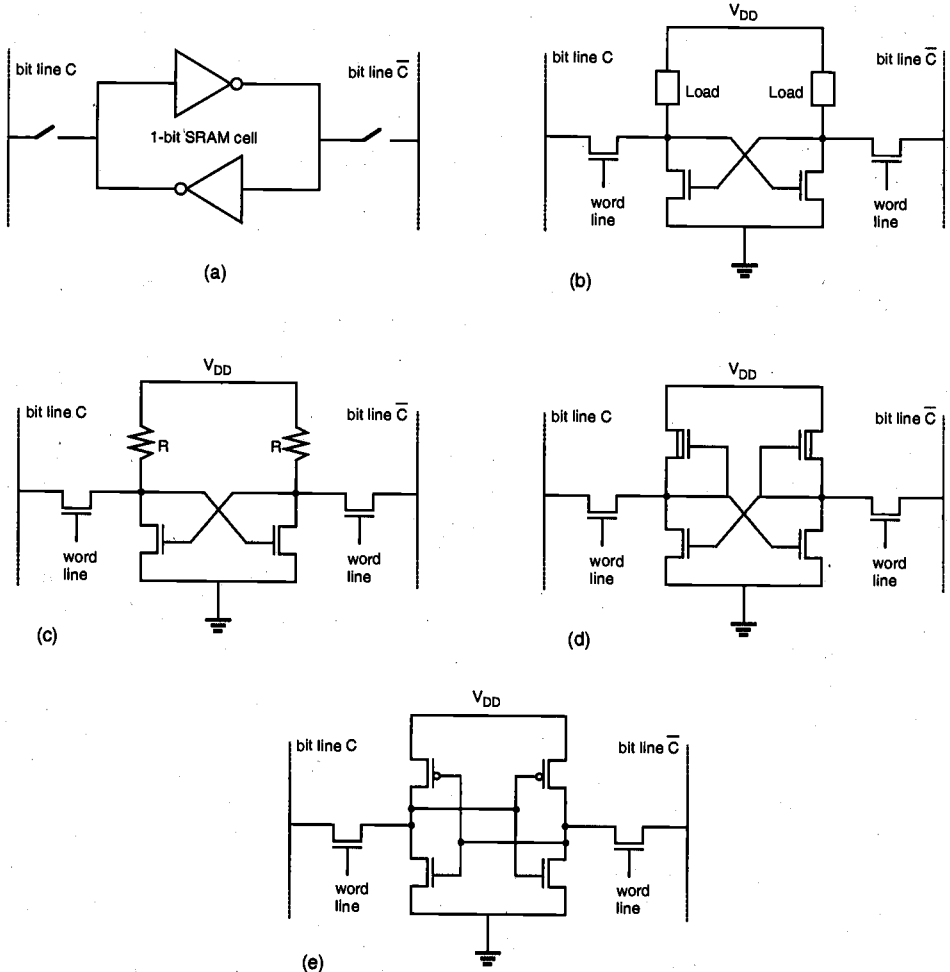 bit line C
bit line C̅
1-bit SRAM cell
(a)
V_DD
bit line C
bit line C̅
Load
Load
word
line
word
line
(b)
V_DD
bit line C
bit line C̅
R
R
word
line
word
line
(c)
V_DD
bit line C
bit line C̅
word
line
word
line
(d)
V_DD
bit line C
bit line C̅
word
line
word
line
(e)